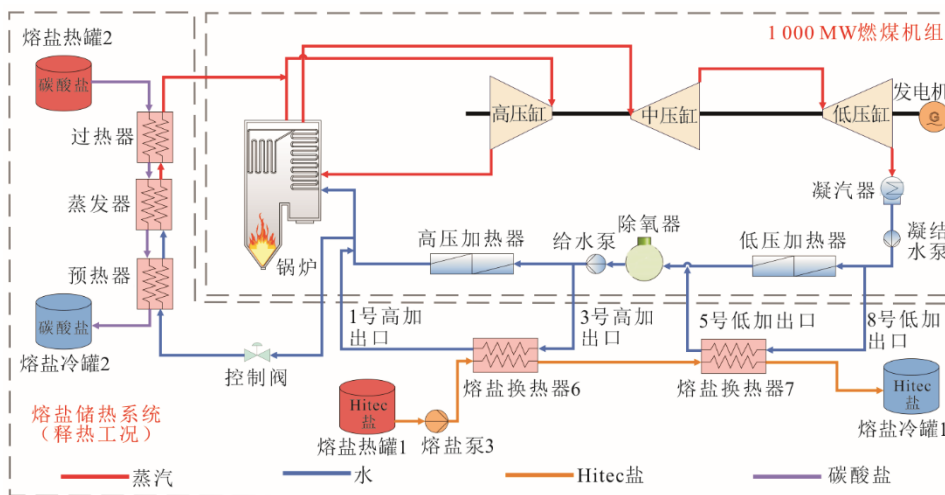 熔盐热罐2
碳酸盐
过热器
蒸发器
预热器
碳酸盐
熔盐冷罐2
熔盐储热系统
（释热工况）
1 000 MW燃煤机组
高压缸
中压缸
低压缸
发电机
G
凝汽器
凝结
水泵
锅炉
高压加热器
给水泵
除氧器
低压加热器
1号高加
出口
3号高加
出口
5号低加出口
8号低加
出口
控制阀
熔盐换热器6
熔盐换热器7
Hitec
盐
熔盐热罐1
熔盐泵3
Hitec
盐
熔盐冷罐1
蒸汽
水
Hitec盐
碳酸盐